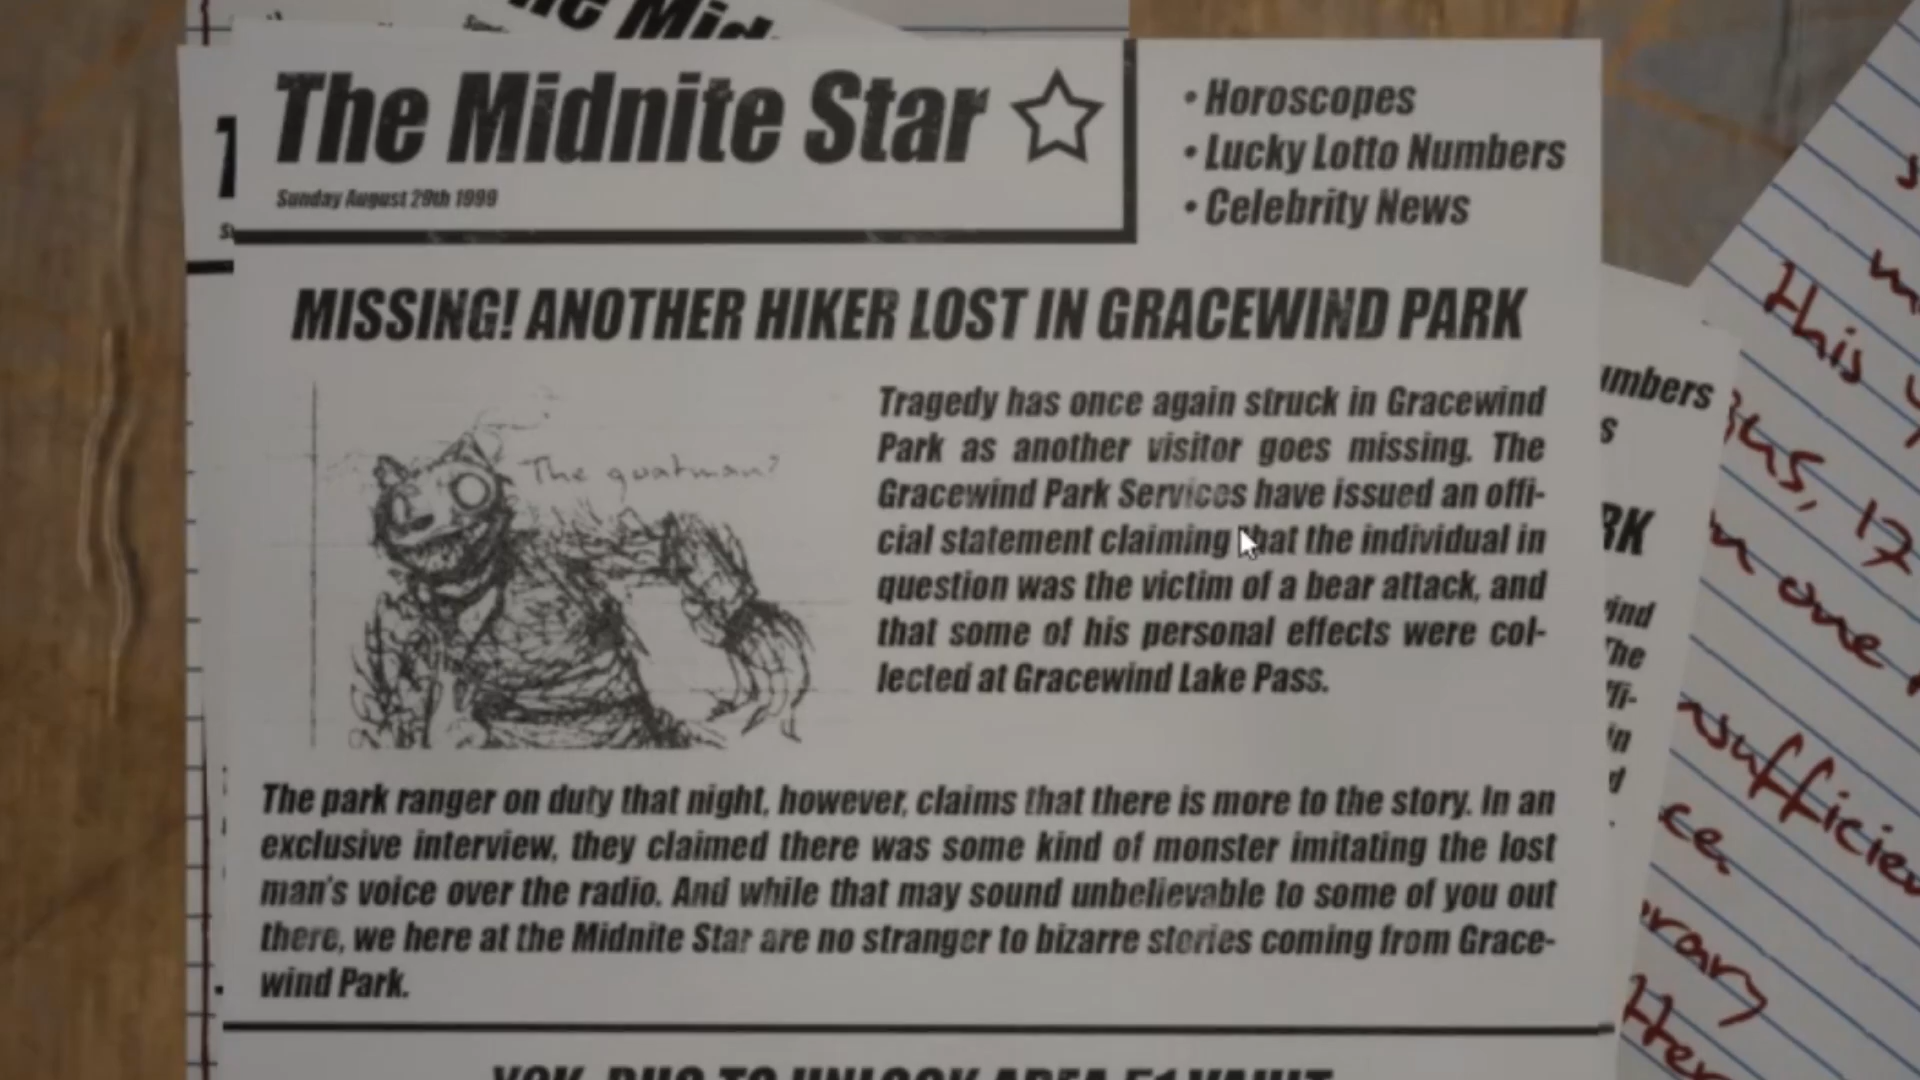 The Mid
The Midnite Star
Sunday August 29th 1999
• Horoscopes
• Lucky Lotto Numbers
• Celebrity News
MISSING! ANOTHER HIKER LOST IN GRACEWIND PARK
The goatman?
Tragedy has once again struck in Gracewind
Park as another visitor goes missing. The
Gracewind Park Services have issued an offi-
cial statement claiming that the individual in
question was the victim of a bear attack, and
that some of his personal effects were col-
lected at Gracewind Lake Pass.
The park ranger on duty that night, however, claims that there is more to the story. In an
exclusive interview, they claimed there was some kind of monster imitating the lost
man's voice over the radio. And while that may sound unbelievable to some of you out
there, we here at the Midnite Star are no stranger to bizarre stories coming from Grace-
wind Park.
umbers
s
RK
ind
The
ffi-
in
d
this
17
one
ce.